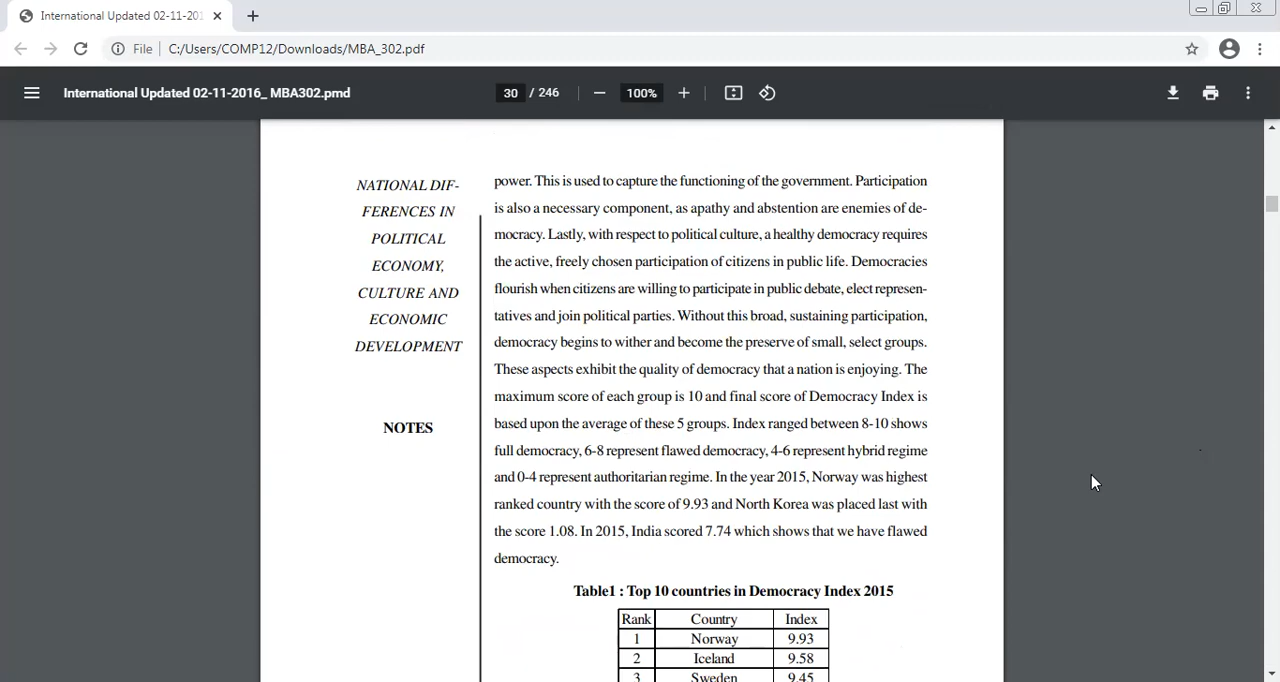 International Updated 02-11-201
File
C:/Users/COMP12/Downloads/MBA_302.pdf
International Updated 02-11-2016_ MBA302.pmd
30 / 246
100%
NATIONAL DIF-
FERENCES IN
POLITICAL
ECONOMY,
CULTURE AND
ECONOMIC
DEVELOPMENT
NOTES
power. This is used to capture the functioning of the government. Participation
is also a necessary component, as apathy and abstention are enemies of de-
mocracy. Lastly, with respect to political culture, a healthy democracy requires
the active, freely chosen participation of citizens in public life. Democracies
flourish when citizens are willing to participate in public debate, elect represen-
tatives and join political parties. Without this broad, sustaining participation,
democracy begins to wither and become the preserve of small, select groups.
These aspects exhibit the quality of democracy that a nation is enjoying. The
maximum score of each group is 10 and final score of Democracy Index is
based upon the average of these 5 groups. Index ranged between 8-10 shows
full democracy, 6-8 represent flawed democracy, 4-6 represent hybrid regime
and 0-4 represent authoritarian regime. In the year 2015, Norway was highest
ranked country with the score of 9.93 and North Korea was placed last with
the score 1.08. In 2015, India scored 7.74 which shows that we have flawed
democracy.
Table1 : Top 10 countries in Democracy Index 2015
Rank Country Index
1 Norway 9.93
2 Iceland 9.58
3 Sweden 9.45